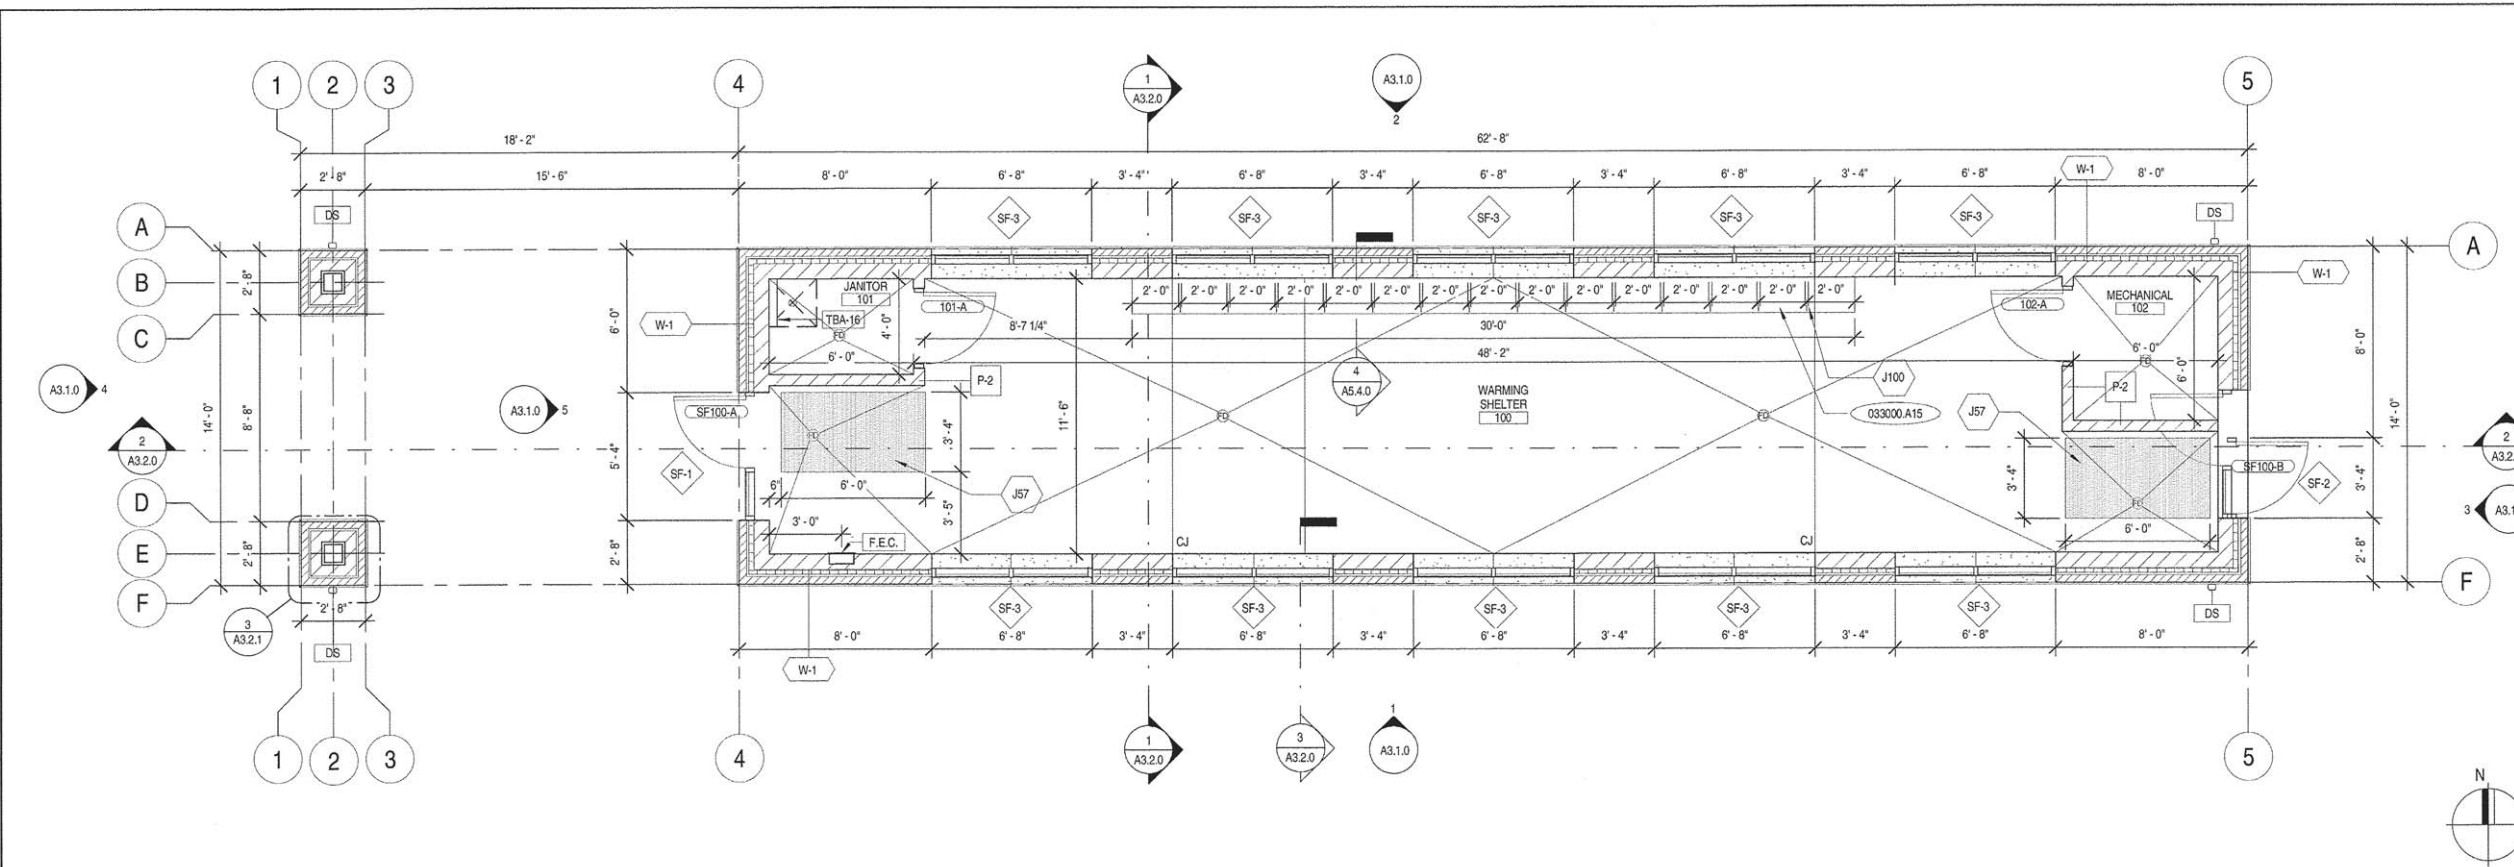 1 2 3 4 5
1
A3.2.0
A3.1.0
2
18' - 2" 62' - 8"
2' - 8" 15' - 6" 8' - 0" 6' - 8" 3' - 4" 6' - 8" 3' - 4" 6' - 8" 3' - 4" 6' - 8" 3' - 4" 6' - 8" 8' - 0"
W-1
DS SF-3 SF-3 SF-3 SF-3 SF-3 DS
A A
B
C
2' - 8"
6' - 0"
W-1
W-1
JANITOR
101
TBA-16
101-A
4' - 0"
FD
6' - 0"
2' - 0" 2' - 0" 2' - 0" 2' - 0" 2' - 0" 2' - 0" 2' - 0" 2' - 0" 2' - 0" 2' - 0" 2' - 0" 2' - 0" 2' - 0" 2' - 0" 2' - 0"
8'-7 1/4" 30'-0"
48' - 2"
102-A
MECHANICAL
102
6' - 0"
FD
6' - 0"
8' - 0"
P-2
P-2
A3.1.0 4
A3.1.0 5
14' - 0"
8' - 8"
2
A3.2.0
4
A5.4.0
J100
033000.A15
WARMING
SHELTER
100
J57
SF100-A
FD
3' - 4"
11' - 6"
FD
FD
14' - 0"
2
A3.2.
SF-1
5' - 4"
6" 6' - 0"
J57
3' - 5"
3' - 4"
SF100-B
SF-2
3' - 4"
FD
6' - 0"
3 A3.1
D
E
F F
2' - 8"
2' - 8"
3' - 0"
F.E.C.
CJ CJ
2' - 8"
2' - 8"
3
A3.2.1
DS SF-3 SF-3 SF-3 SF-3 SF-3 DS
8' - 0" 6' - 8" 3' - 4" 6' - 8" 3' - 4" 6' - 8" 3' - 4" 6' - 8" 3' - 4" 6' - 8" 8' - 0"
W-1
1
A3.2.0
3
A3.2.0
1
A3.1.0
1 2 3 4 5
N